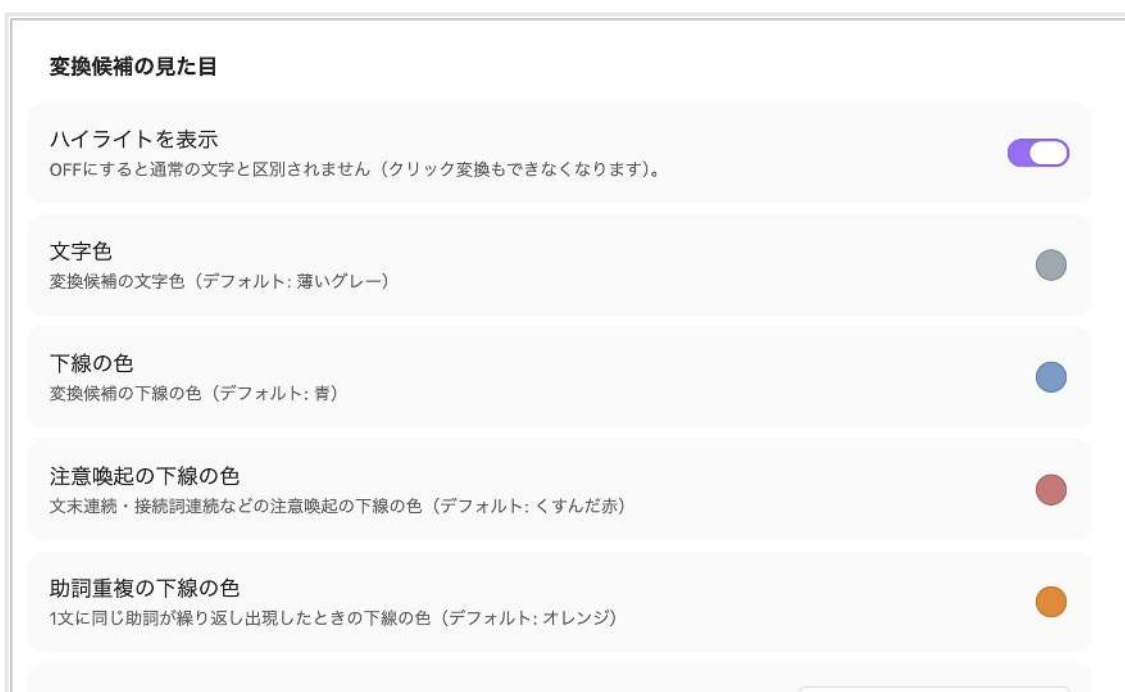 変換候補の見た目
ハイライトを表示
OFFにすると通常の文字と区別されません（クリック変換もできなくなります）。
文字色
変換候補の文字色（デフォルト: 薄いグレー）
下線の色
変換候補の下線の色（デフォルト: 青）
注意喚起の下線の色
文末連続・接続詞連続などの注意喚起の下線の色（デフォルト: くすんだ赤）
助詞重複の下線の色
1文に同じ助詞が繰り返し出現したときの下線の色（デフォルト: オレンジ）